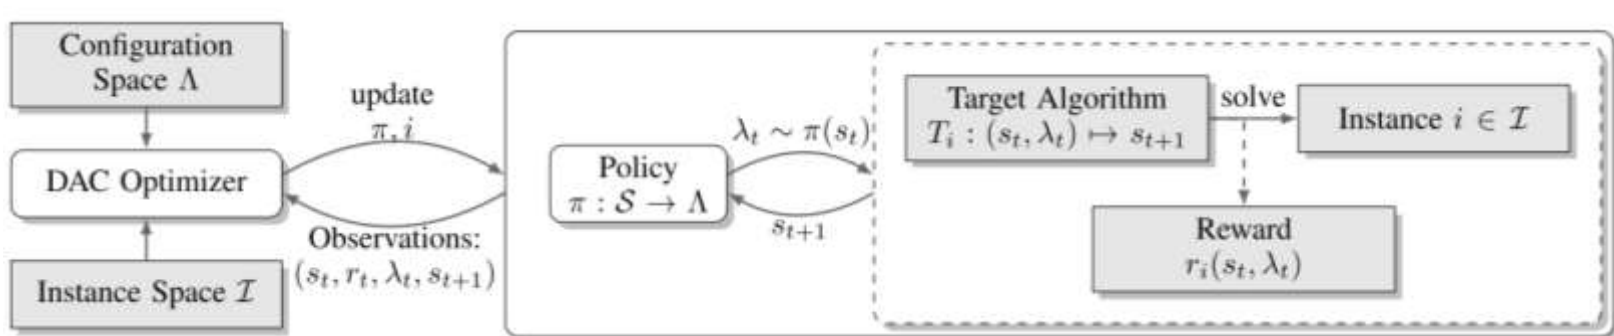 Configuration
Space Λ
DAC Optimizer
Instance Space ℐ
update
π, i
Observations:
(s_t, r_t, λ_t, s_{t+1})
Policy
π : 𝒮 → Λ
λ_t ∼ π(s_t)
s_{t+1}
Target Algorithm
T_i : (s_t, λ_t) ↦ s_{t+1}
solve
Instance i ∈ ℐ
Reward
r_i(s_t, λ_t)